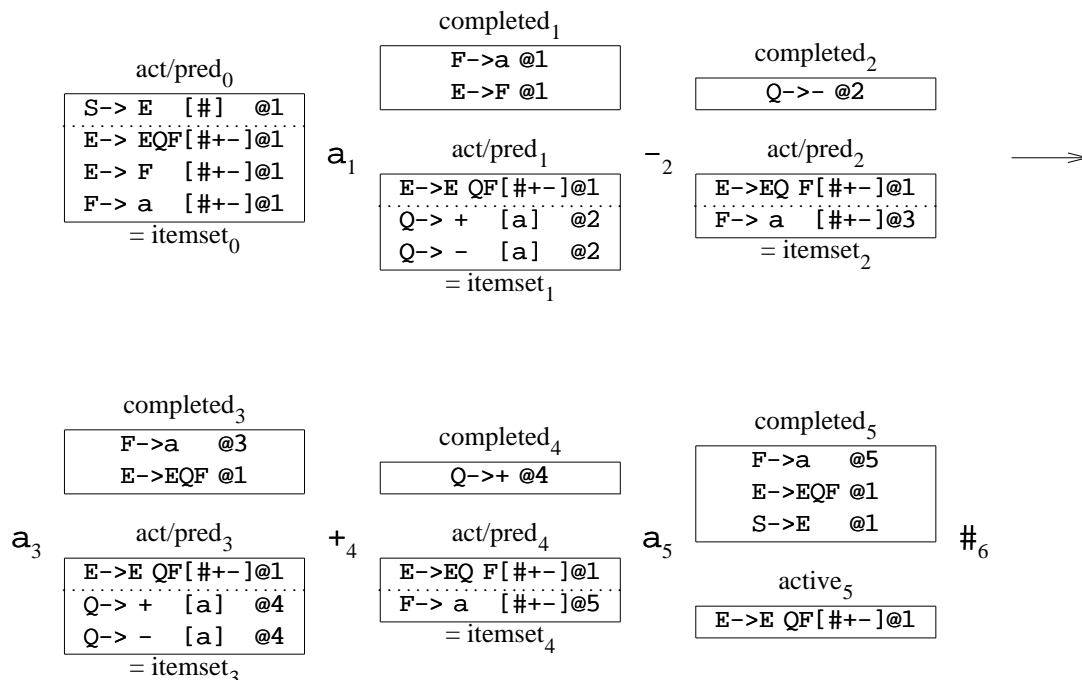 act/pred0
S-> E [#] @1
E-> EQF[#+-]@1
E-> F [#+-]@1
F-> a [#+-]@1
= itemset0
a1
completed1
F->a @1
E->F @1
act/pred1
E->E QF[#+-]@1
Q-> + [a] @2
Q-> - [a] @2
= itemset1
-2
completed2
Q->- @2
act/pred2
E->EQ F[#+-]@1
F-> a [#+-]@3
= itemset2
a3
completed3
F->a @3
E->EQF @1
act/pred3
E->E QF[#+-]@1
Q-> + [a] @4
Q-> - [a] @4
= itemset3
+4
completed4
Q->+ @4
act/pred4
E->EQ F[#+-]@1
F-> a [#+-]@5
= itemset4
a5
completed5
F->a @5
E->EQF @1
S->E @1
active5
E->E QF[#+-]@1
#6